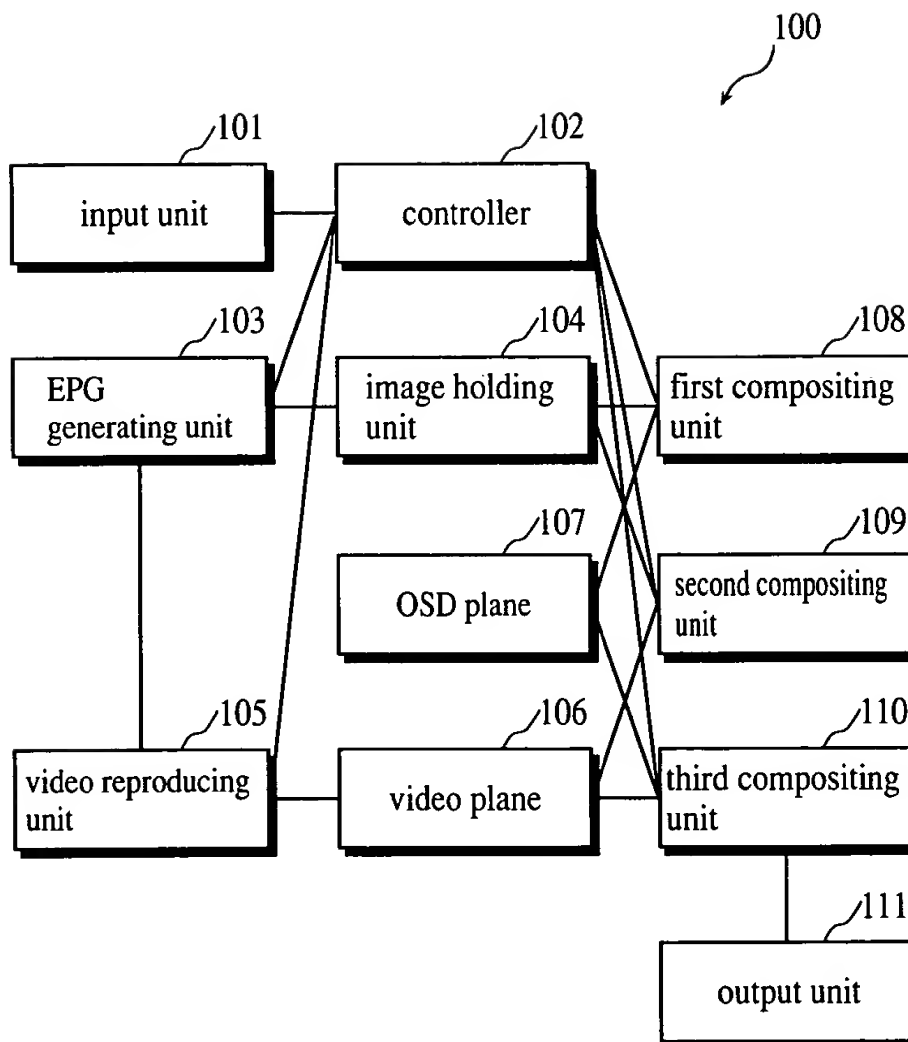 100
101
102
input unit
controller
103
104
108
EPG
generating unit
image holding
unit
first compositing
unit
107
109
OSD plane
second compositing
unit
105
106
110
video reproducing
unit
video plane
third compositing
unit
111
output unit